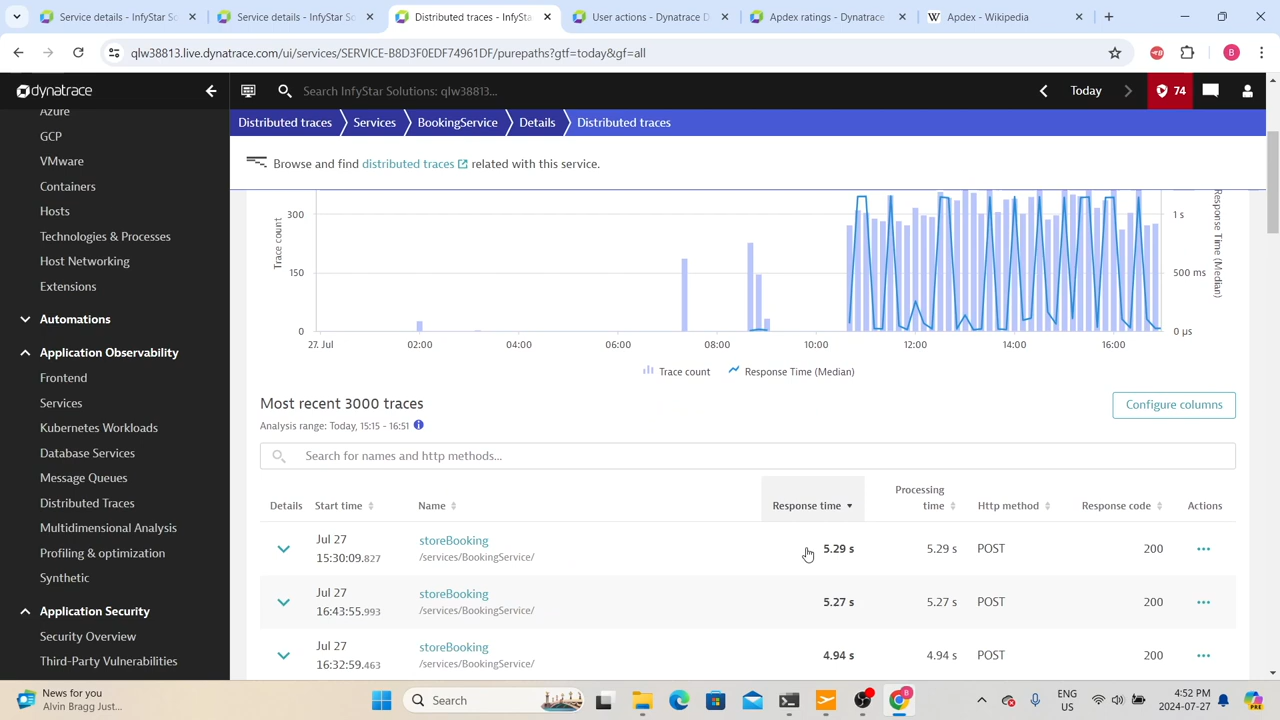 Service details - InfyStar So
Service details - InfyStar So
Distributed traces - InfyStar
User actions - Dynatrace D
Apdex ratings - Dynatrace
Apdex - Wikipedia
qlw38813.live.dynatrace.com/ui/services/SERVICE-B8D3F0EDF74961DF/purepaths?gtf=today&gf=all
B
dynatrace
Search InfyStar Solutions: qlw38813...
Today
74
Azure
GCP
VMware
Containers
Hosts
Technologies & Processes
Host Networking
Extensions
Automations
Application Observability
Frontend
Services
Kubernetes Workloads
Database Services
Message Queues
Distributed Traces
Multidimensional Analysis
Profiling & optimization
Synthetic
Application Security
Security Overview
Third-Party Vulnerabilities
Distributed traces
Services
BookingService
Details
Distributed traces
Browse and find distributed traces related with this service.
Trace count
300
150
0
1 s
500 ms
0 µs
Response Time (Median)
27. Jul
02:00
04:00
06:00
08:00
10:00
12:00
14:00
16:00
Trace count
Response Time (Median)
Most recent 3000 traces
Configure columns
Analysis range: Today, 15:15 - 16:51
Search for names and http methods...
Details
Start time
Name
Response time
Processing time
Http method
Response code
Actions
Jul 27
15:30:09.827
storeBooking
/services/BookingService/
5.29 s
5.29 s
POST
200
Jul 27
16:43:55.993
storeBooking
/services/BookingService/
5.27 s
5.27 s
POST
200
Jul 27
16:32:59.463
storeBooking
/services/BookingService/
4.94 s
4.94 s
POST
200
News for you
Alvin Bragg Just...
Search
ENG
US
4:52 PM
2024-07-27